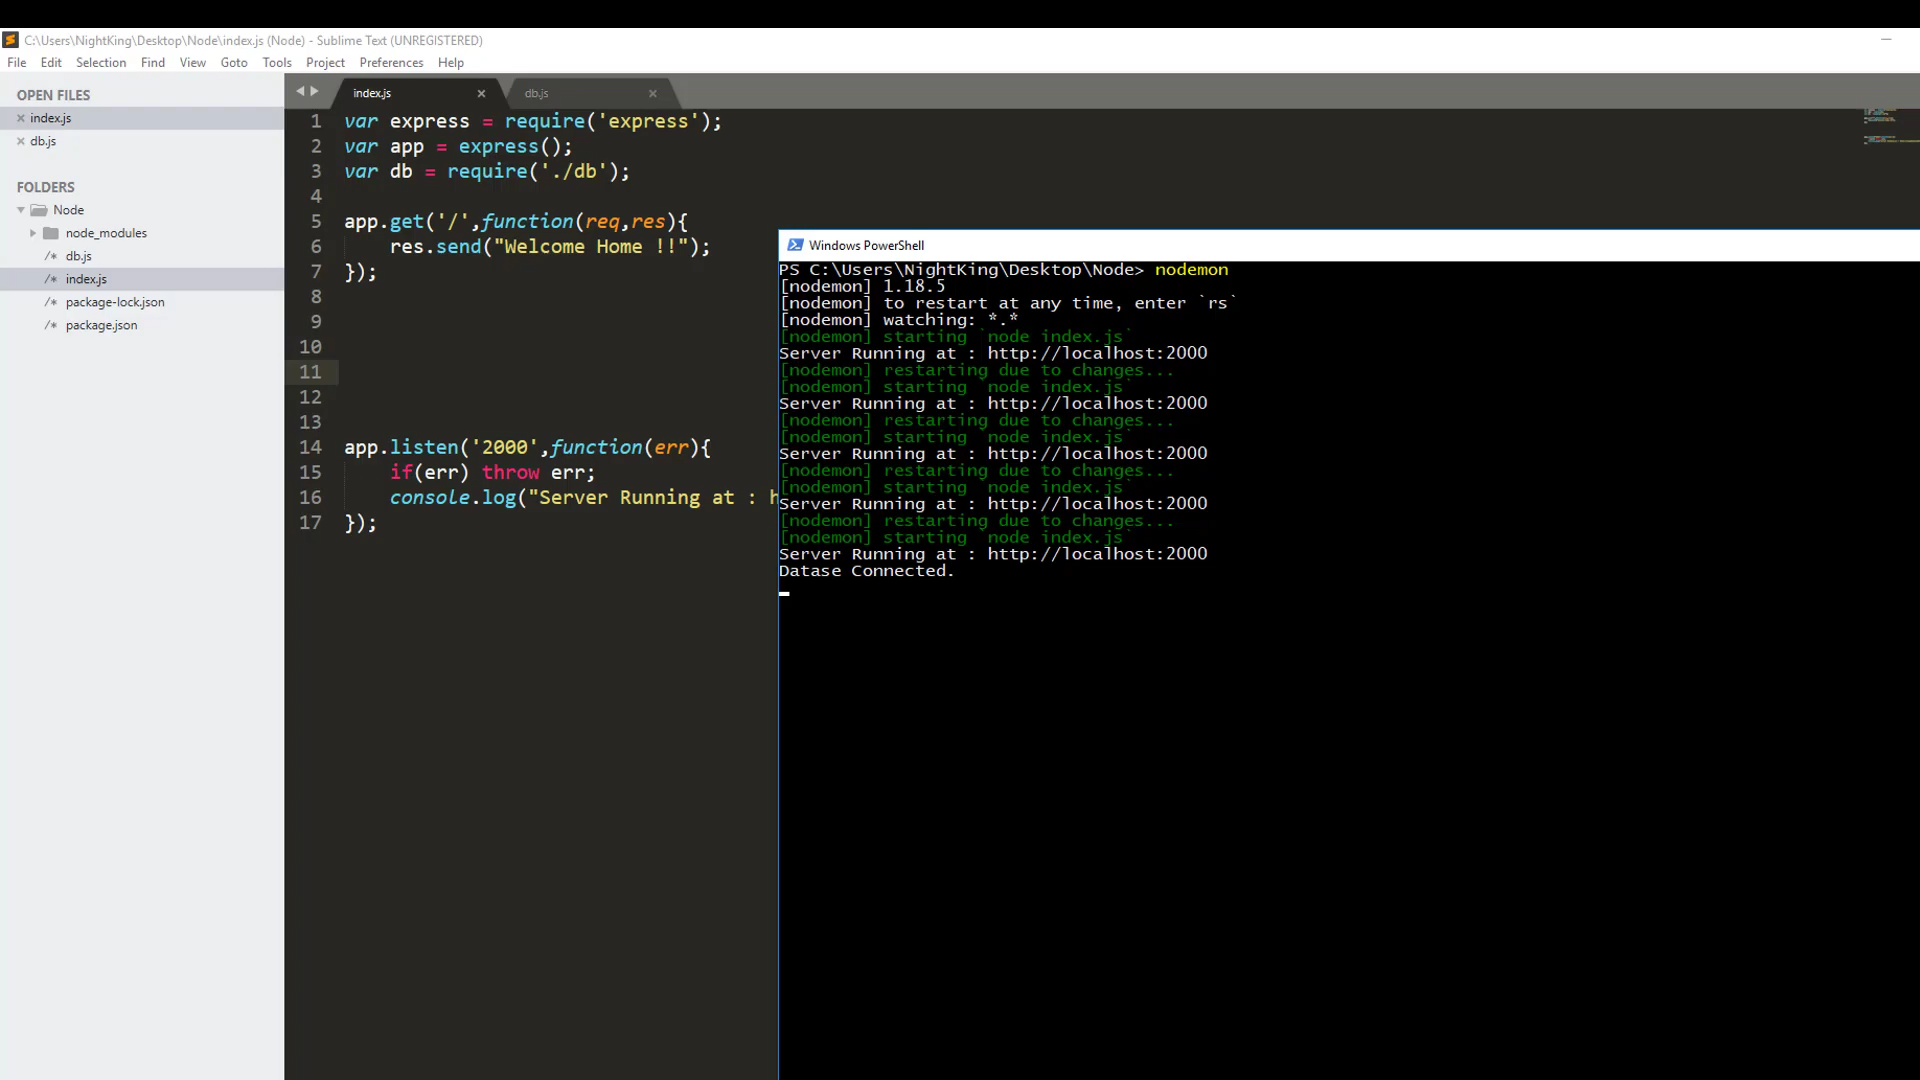 C:\Users\NightKing\Desktop\Node\index.js (Node) - Sublime Text (UNREGISTERED)
File Edit Selection Find View Goto Tools Project Preferences Help
OPEN FILES
index.js
db.js
FOLDERS
Node
node_modules
/* db.js
/* index.js
/* package-lock.json
/* package.json
index.js db.js
1 var express = require('express');
2 var app = express();
3 var db = require('./db');
4
5 app.get('/',function(req,res){
6 res.send("Welcome Home !!");
7 });
8
9
10
11
12
13
14 app.listen('2000',function(err){
15 if(err) throw err;
16 console.log("Server Running at : h
17 });
Windows PowerShell
PS C:\Users\NightKing\Desktop\Node> nodemon
[nodemon] 1.18.5
[nodemon] to restart at any time, enter `rs`
[nodemon] watching: *.*
[nodemon] starting `node index.js`
Server Running at : http://localhost:2000
[nodemon] restarting due to changes...
[nodemon] starting `node index.js`
Server Running at : http://localhost:2000
[nodemon] restarting due to changes...
[nodemon] starting `node index.js`
Server Running at : http://localhost:2000
[nodemon] restarting due to changes...
[nodemon] starting `node index.js`
Server Running at : http://localhost:2000
[nodemon] restarting due to changes...
[nodemon] starting `node index.js`
Server Running at : http://localhost:2000
Datase Connected.